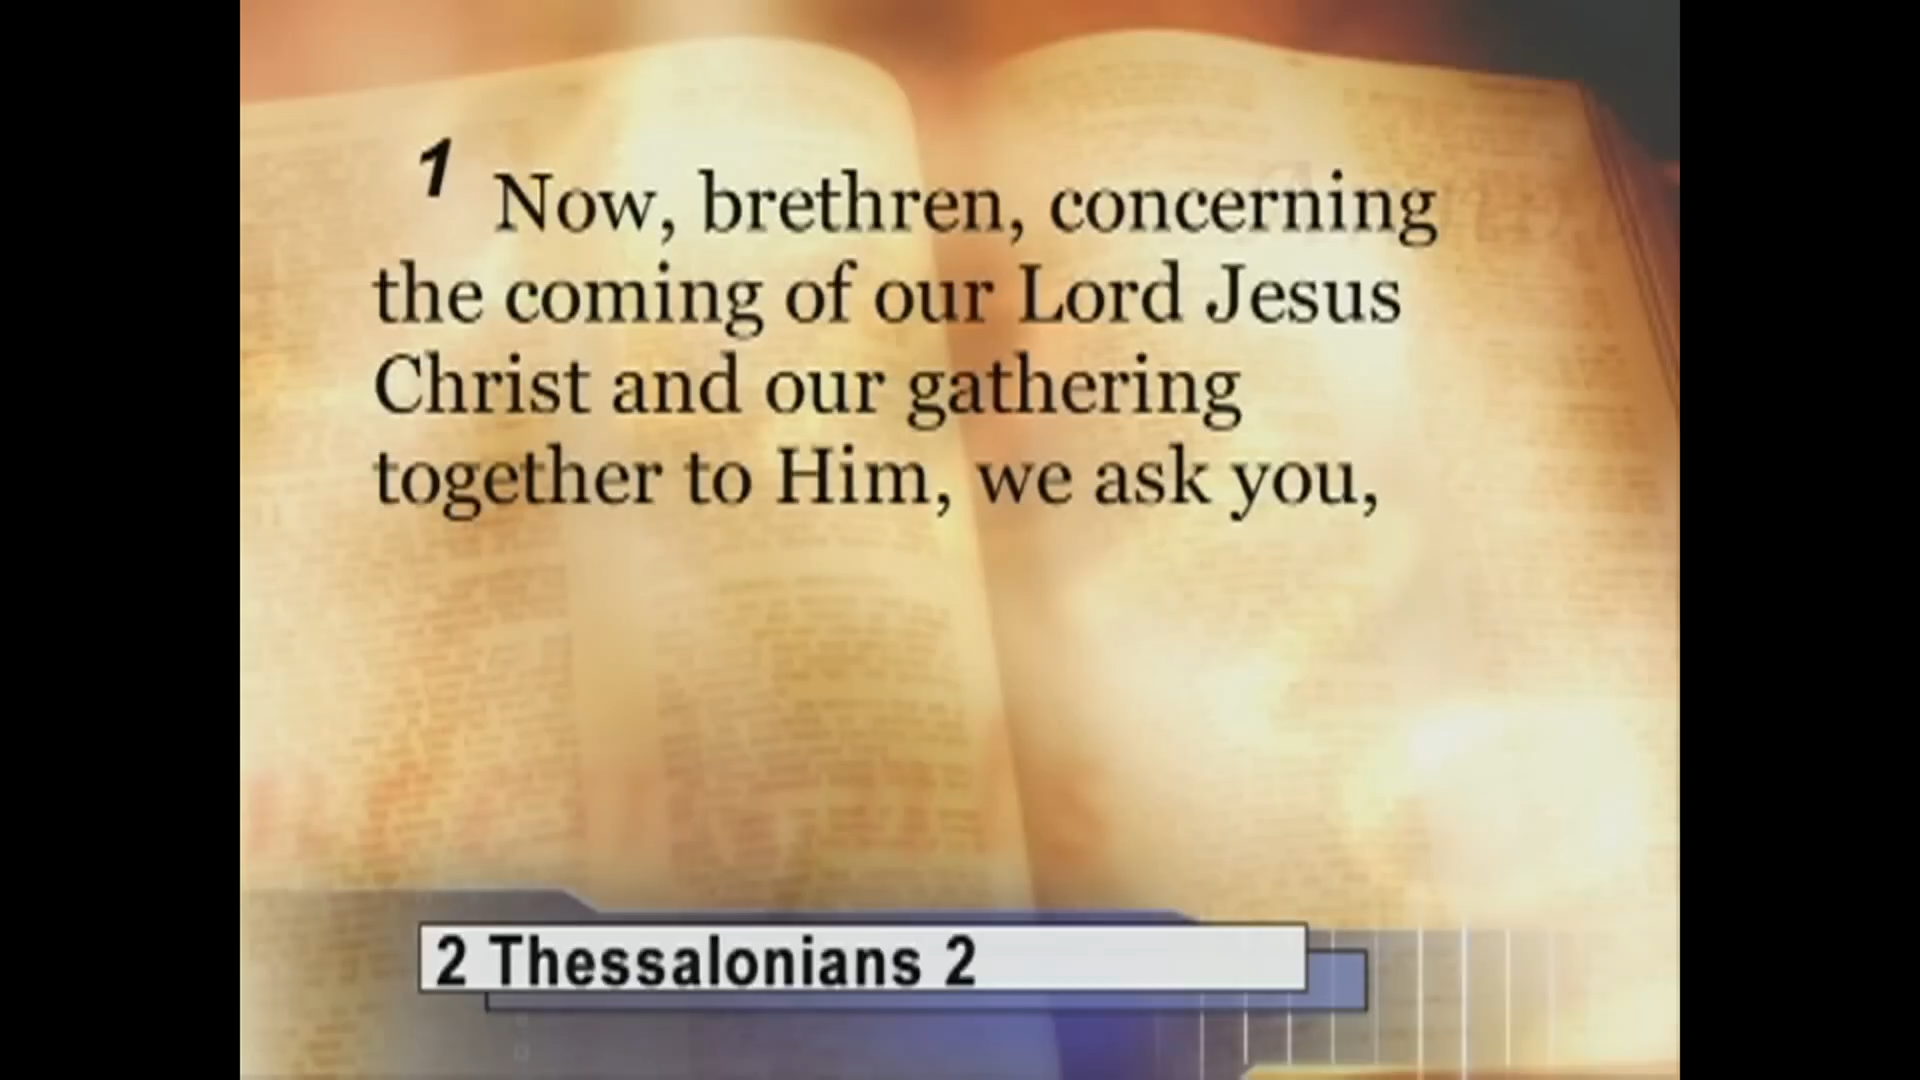 1 Now, brethren, concerning
the coming of our Lord Jesus
Christ and our gathering
together to Him, we ask you,
2 Thessalonians 2